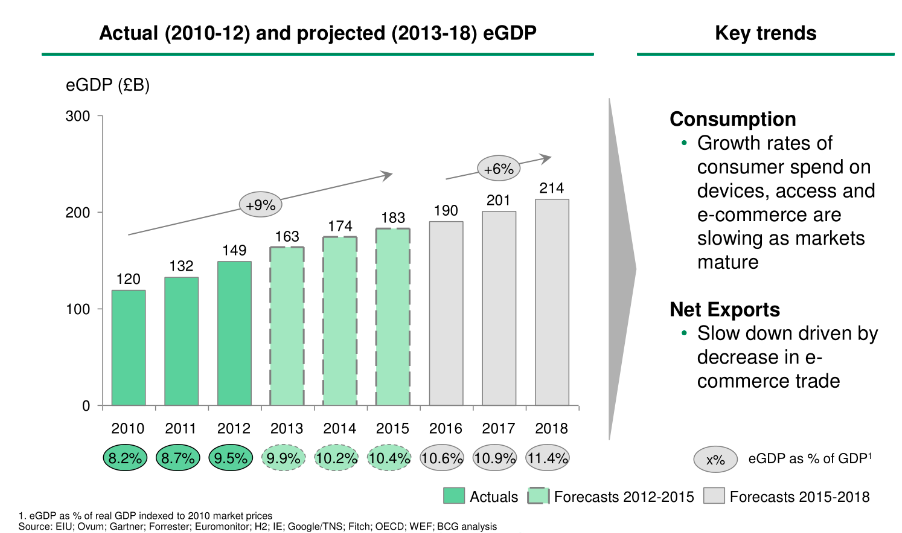 Actual (2010-12) and projected (2013-18) eGDP
Key trends
eGDP (£B)
300
200
100
0
+9%
+6%
120
132
149
163
174
183
190
201
214
2010 2011 2012 2013 2014 2015 2016 2017 2018
8.2% 8.7% 9.5% 9.9% 10.2% 10.4% 10.6% 10.9% 11.4%
Consumption
• Growth rates of
consumer spend on
devices, access and
e-commerce are
slowing as markets
mature
Net Exports
• Slow down driven by
decrease in e-
commerce trade
x% eGDP as % of GDP¹
Actuals Forecasts 2012-2015 Forecasts 2015-2018
1. eGDP as % of real GDP indexed to 2010 market prices
Source: EIU; Ovum; Gartner; Forrester; Euromonitor; H2; IE; Google/TNS; Fitch; OECD; WEF; BCG analysis